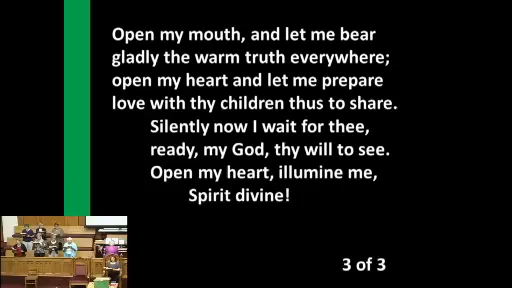 Open my mouth, and let me bear
gladly the warm truth everywhere;
open my heart and let me prepare
love with thy children thus to share.
Silently now I wait for thee,
ready, my God, thy will to see.
Open my heart, illumine me,
Spirit divine!
3 of 3